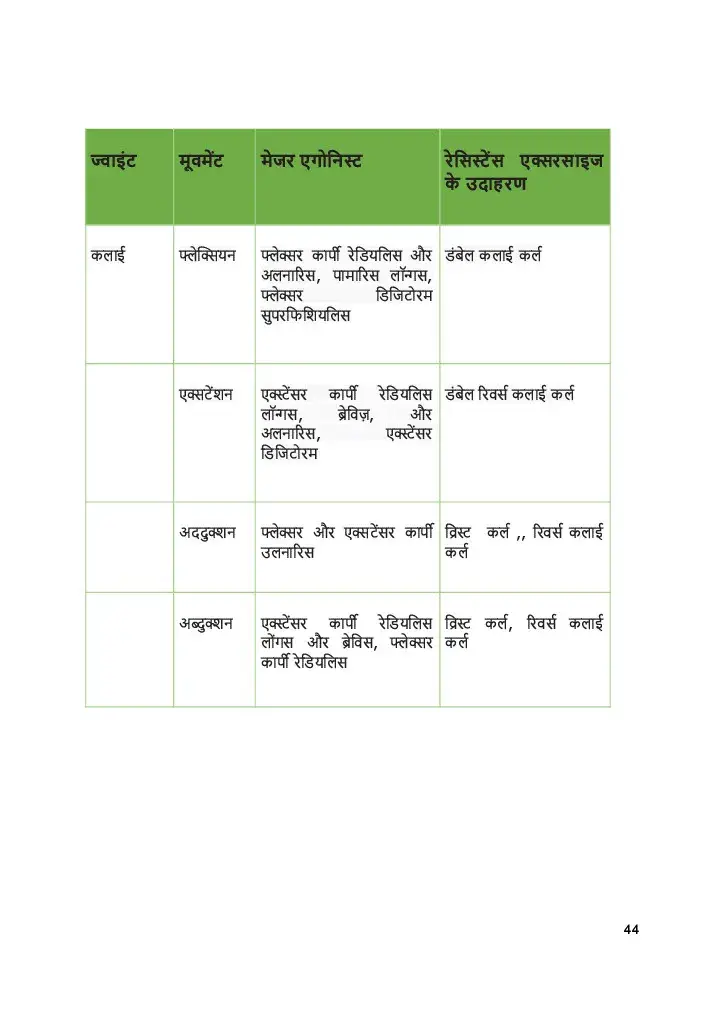 ज्वाइंट मूवमेंट मेजर एगोनिस्ट रेसिस्टेंस एक्सरसाइज
के उदाहरण
कलाई फ्लेक्सियन फ्लेक्सर कार्पी रेडियलिस और डंबेल कलाई कर्ल
अलनारिस, पामारिस लॉन्गस,
फ्लेक्सर डिजिटोरम
सुपरफिशियलिस
एक्सटेंशन एक्स्टेंसर कार्पी रेडियलिस डंबेल रिवर्स कलाई कर्ल
लॉन्गस, ब्रेविज़, और
अलनारिस, एक्स्टेंसर
डिजिटोरम
अददुक्शन फ्लेक्सर और एक्सटेंसर कार्पी व्रिस्ट कर्ल ,, रिवर्स कलाई
उलनारिस कर्ल
अब्दुक्शन एक्स्टेंसर कार्पी रेडियलिस व्रिस्ट कर्ल, रिवर्स कलाई
लोंगस और ब्रेविस, फ्लेक्सर कर्ल
कार्पी रेडियलिस
44